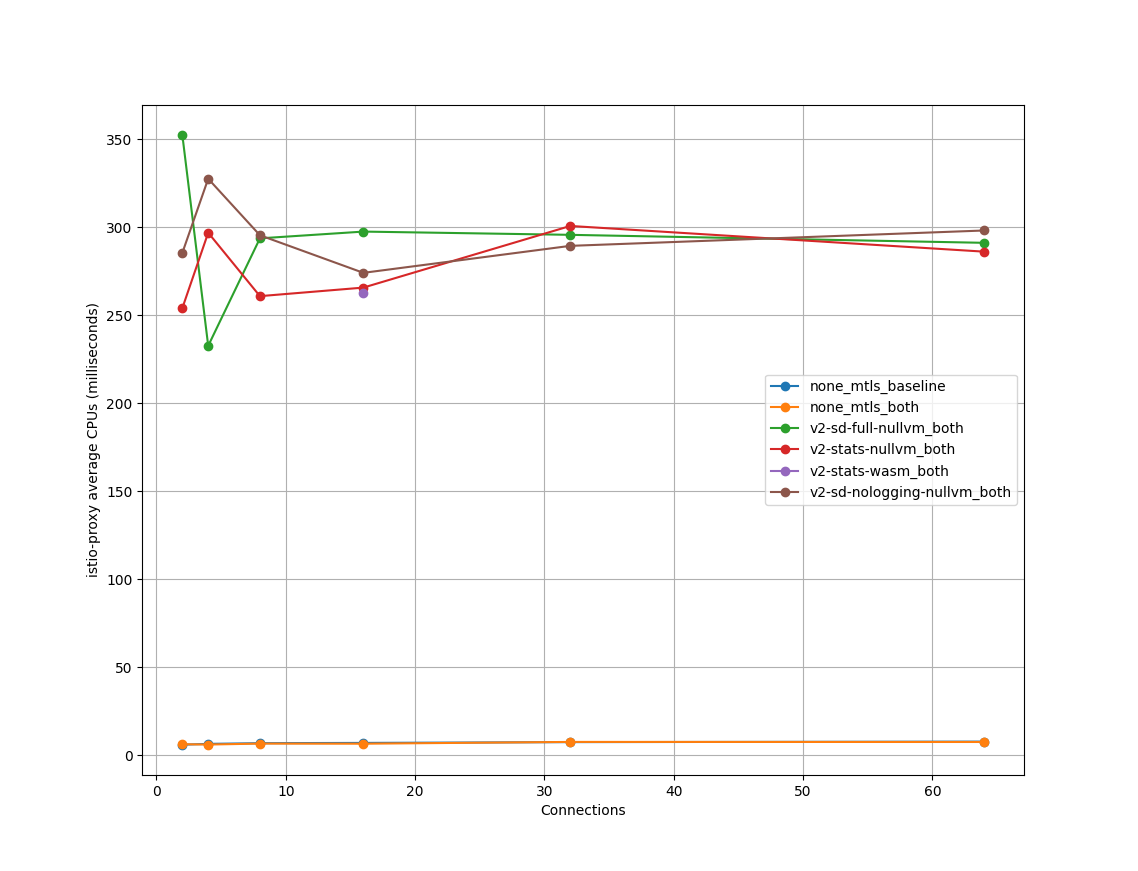 350
300
250
200
150
100
50
0
istio-proxy average CPUs (milliseconds)
none_mtls_baseline
none_mtls_both
v2-sd-full-nullvm_both
v2-stats-nullvm_both
v2-stats-wasm_both
v2-sd-nologging-nullvm_both
0 10 20 30 40 50 60
Connections